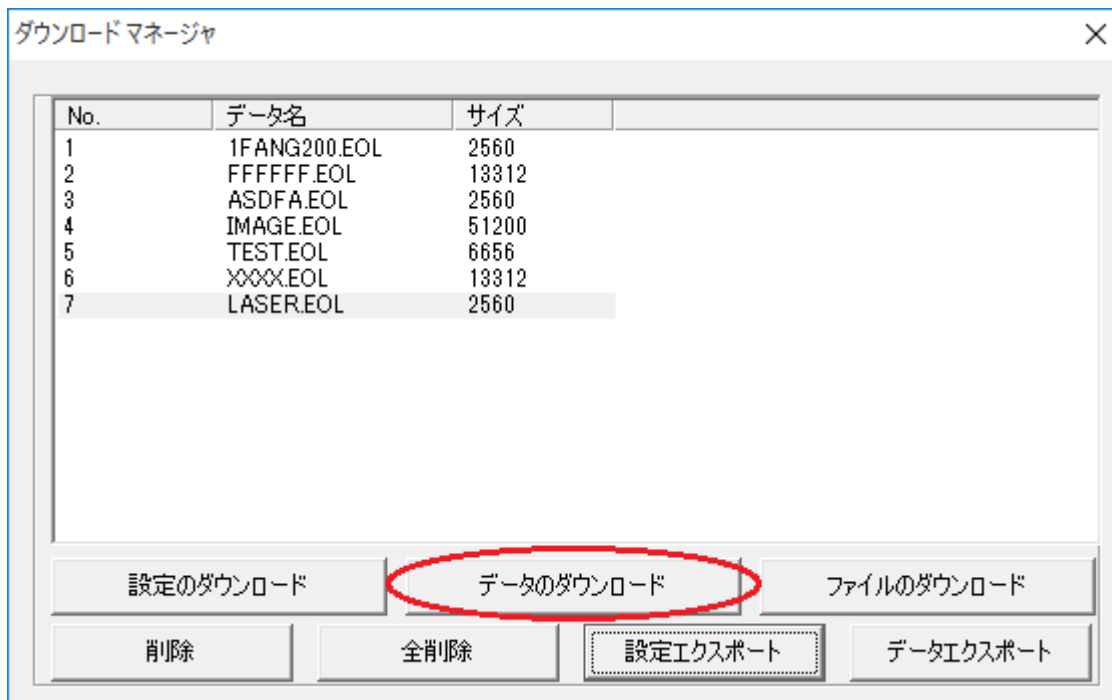 ダウンロード マネージャ
No. データ名 サイズ
1 1FANG200.EOL 2560
2 FFFFFF.EOL 13312
3 ASDFA.EOL 2560
4 IMAGE.EOL 51200
5 TEST.EOL 6656
6 XXXX.EOL 13312
7 LASER.EOL 2560
設定のダウンロード データのダウンロード ファイルのダウンロード
削除 全削除 設定エクスポート データエクスポート